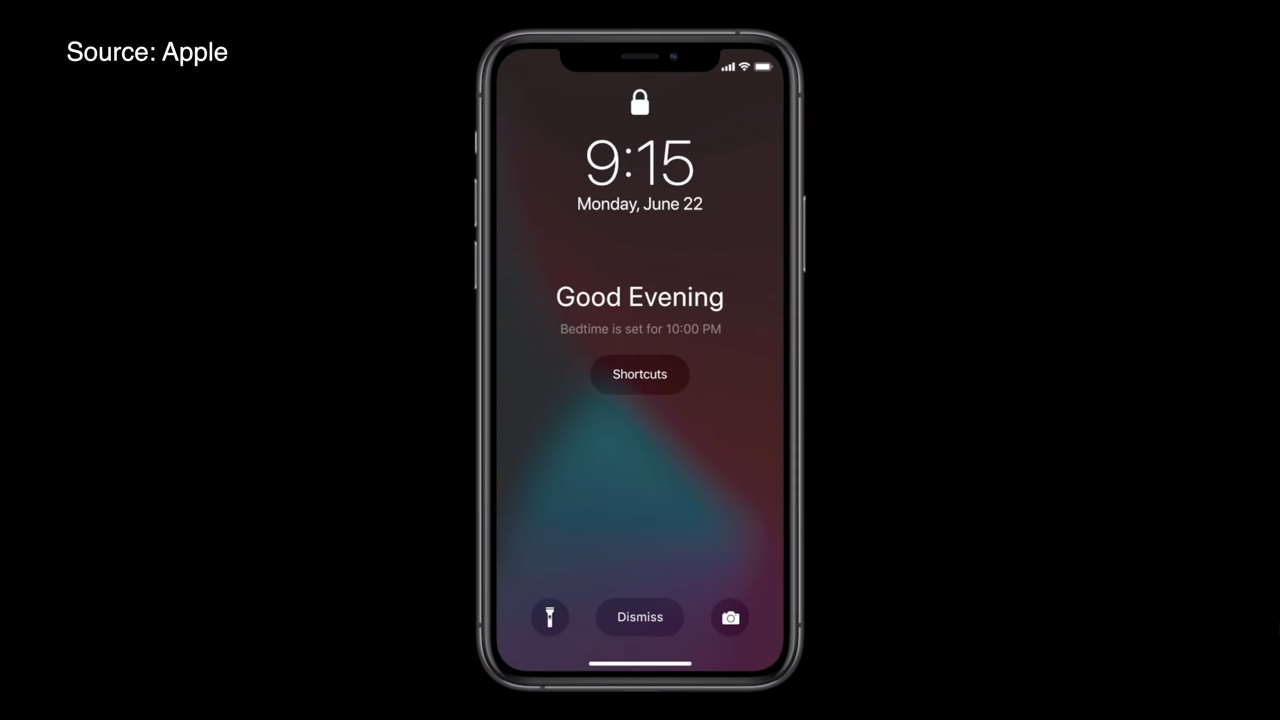 Source: Apple
9:15
Monday, June 22
Good Evening
Bedtime is set for 10:00 PM
Shortcuts
Dismiss